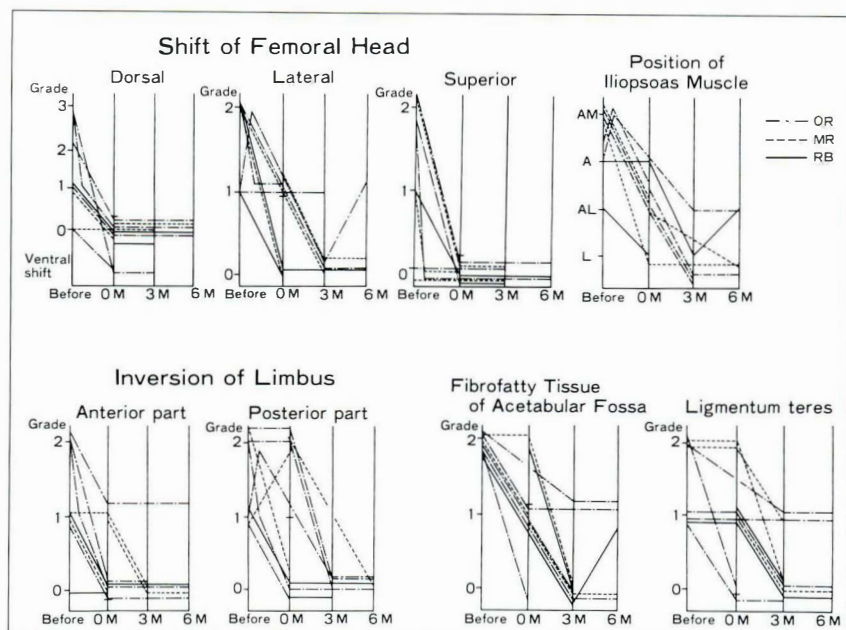 Shift of Femoral Head
Dorsal
Lateral
Superior
Position of
Iliopsoas Muscle
Grade
3
2
1
0
Ventral
shift
Before 0 M 3 M 6 M
Grade
2
1
0
Before 0 M 3 M 6 M
Grade
2
1
0
Before 0 M 3 M 6 M
AM
A
AL
L
Before 0 M 3 M 6 M
OR
MR
RB
Inversion of Limbus
Anterior part
Posterior part
Fibrofatty Tissue
of Acetabular Fossa
Ligmentum teres
Grade
2
1
0
Before 0 M 3 M 6 M
Before 0 M 3 M 6 M
Grade
2
1
0
Before 0 M 3 M 6 M
Grade
2
1
0
Before 0 M 3 M 6 M